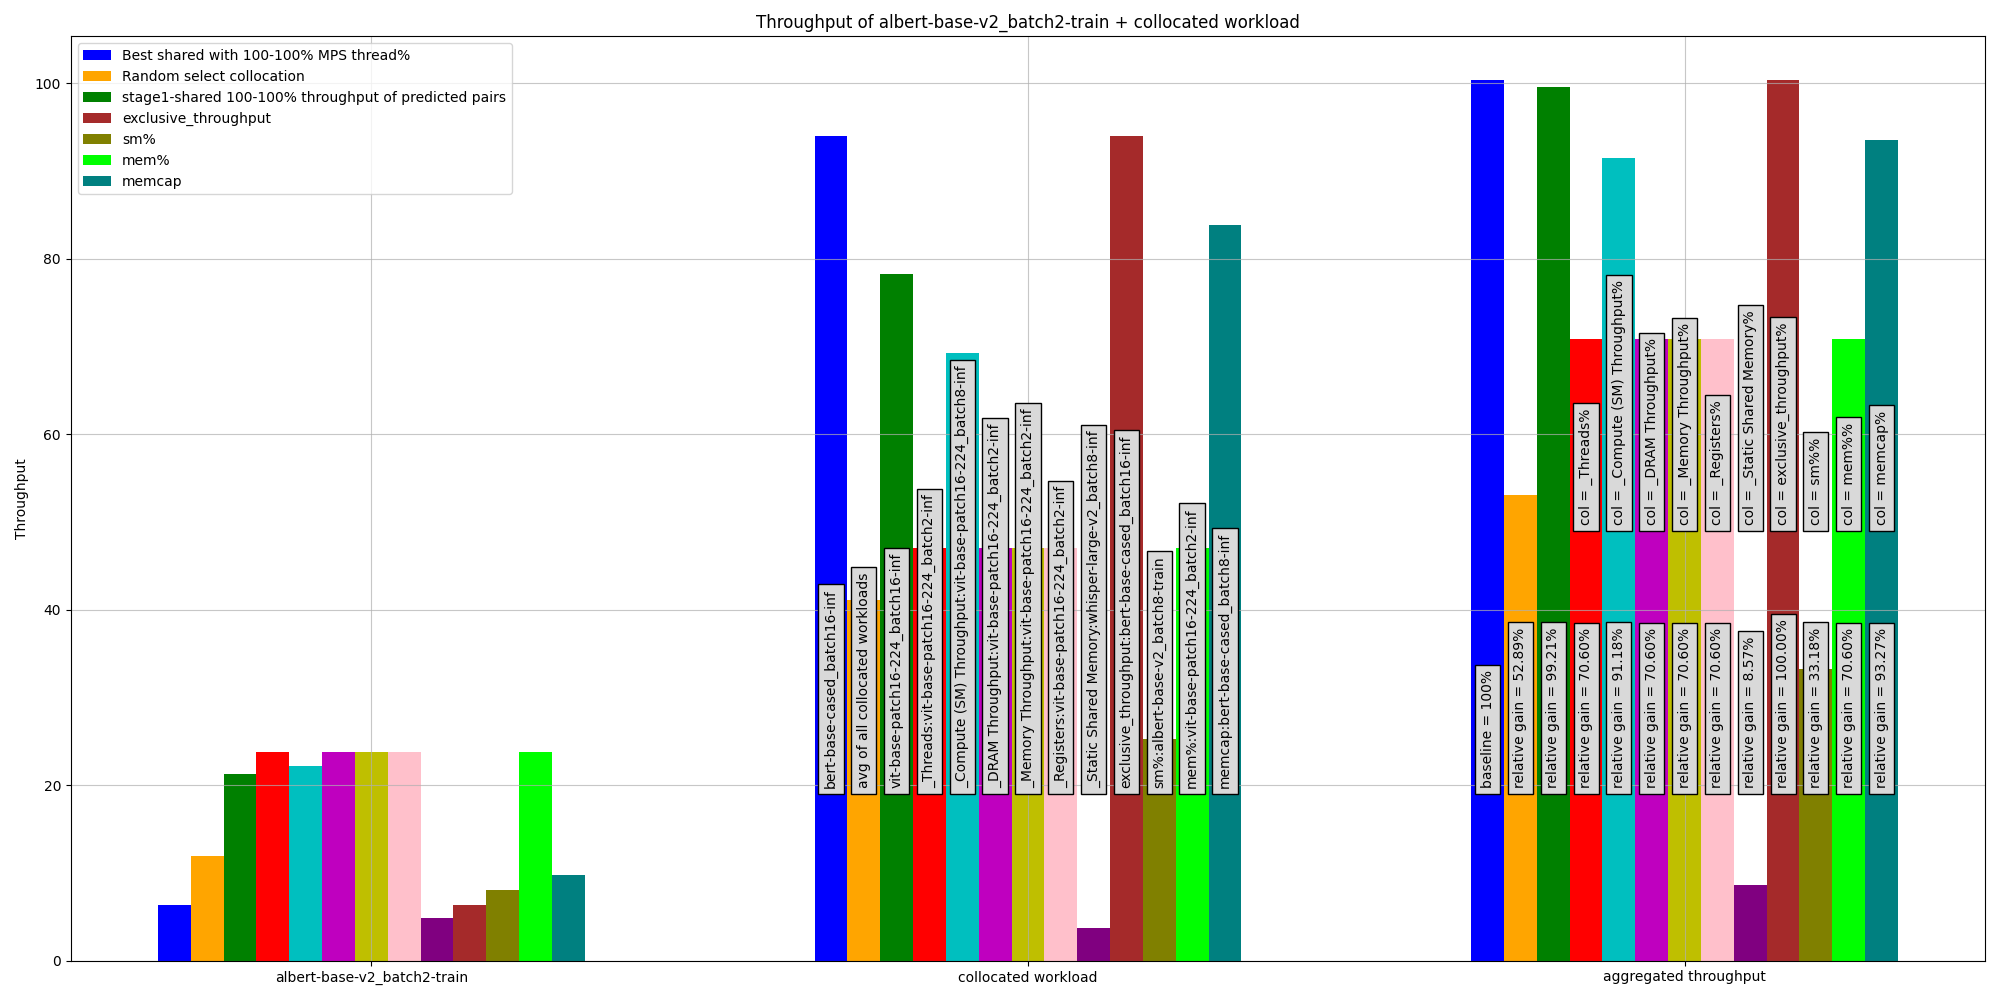 Throughput of albert-base-v2_batch2-train + collocated workload
Best shared with 100-100% MPS thread%
Random select collocation
stage1-shared 100-100% throughput of predicted pairs
exclusive_throughput
sm%
mem%
memcap
Throughput
100
80
60
40
20
0
bert-base-cased_batch16-inf
avg of all collocated workloads
vit-base-patch16-224_batch16-inf
_Threads:vit-base-patch16-224_batch2-inf
_Compute (SM) Throughput:vit-base-patch16-224_batch8-inf
_DRAM Throughput:vit-base-patch16-224_batch2-inf
_Memory Throughput:vit-base-patch16-224_batch2-inf
_Registers:vit-base-patch16-224_batch2-inf
_Static Shared Memory:whisper-large-v2_batch8-inf
exclusive_throughput:bert-base-cased_batch16-inf
sm%:albert-base-v2_batch8-train
mem%:vit-base-patch16-224_batch2-inf
memcap:bert-base-cased_batch8-inf
col = _Threads%
col = _Compute (SM) Throughput%
col = _DRAM Throughput%
col = _Memory Throughput%
col = _Registers%
col = _Static Shared Memory%
col = exclusive_throughput%
col = sm%%
col = mem%%
col = memcap%
baseline = 100%
relative gain = 52.89%
relative gain = 99.21%
relative gain = 70.60%
relative gain = 91.18%
relative gain = 70.60%
relative gain = 70.60%
relative gain = 70.60%
relative gain = 8.57%
relative gain = 100.00%
relative gain = 33.18%
relative gain = 70.60%
relative gain = 93.27%
albert-base-v2_batch2-train
collocated workload
aggregated throughput